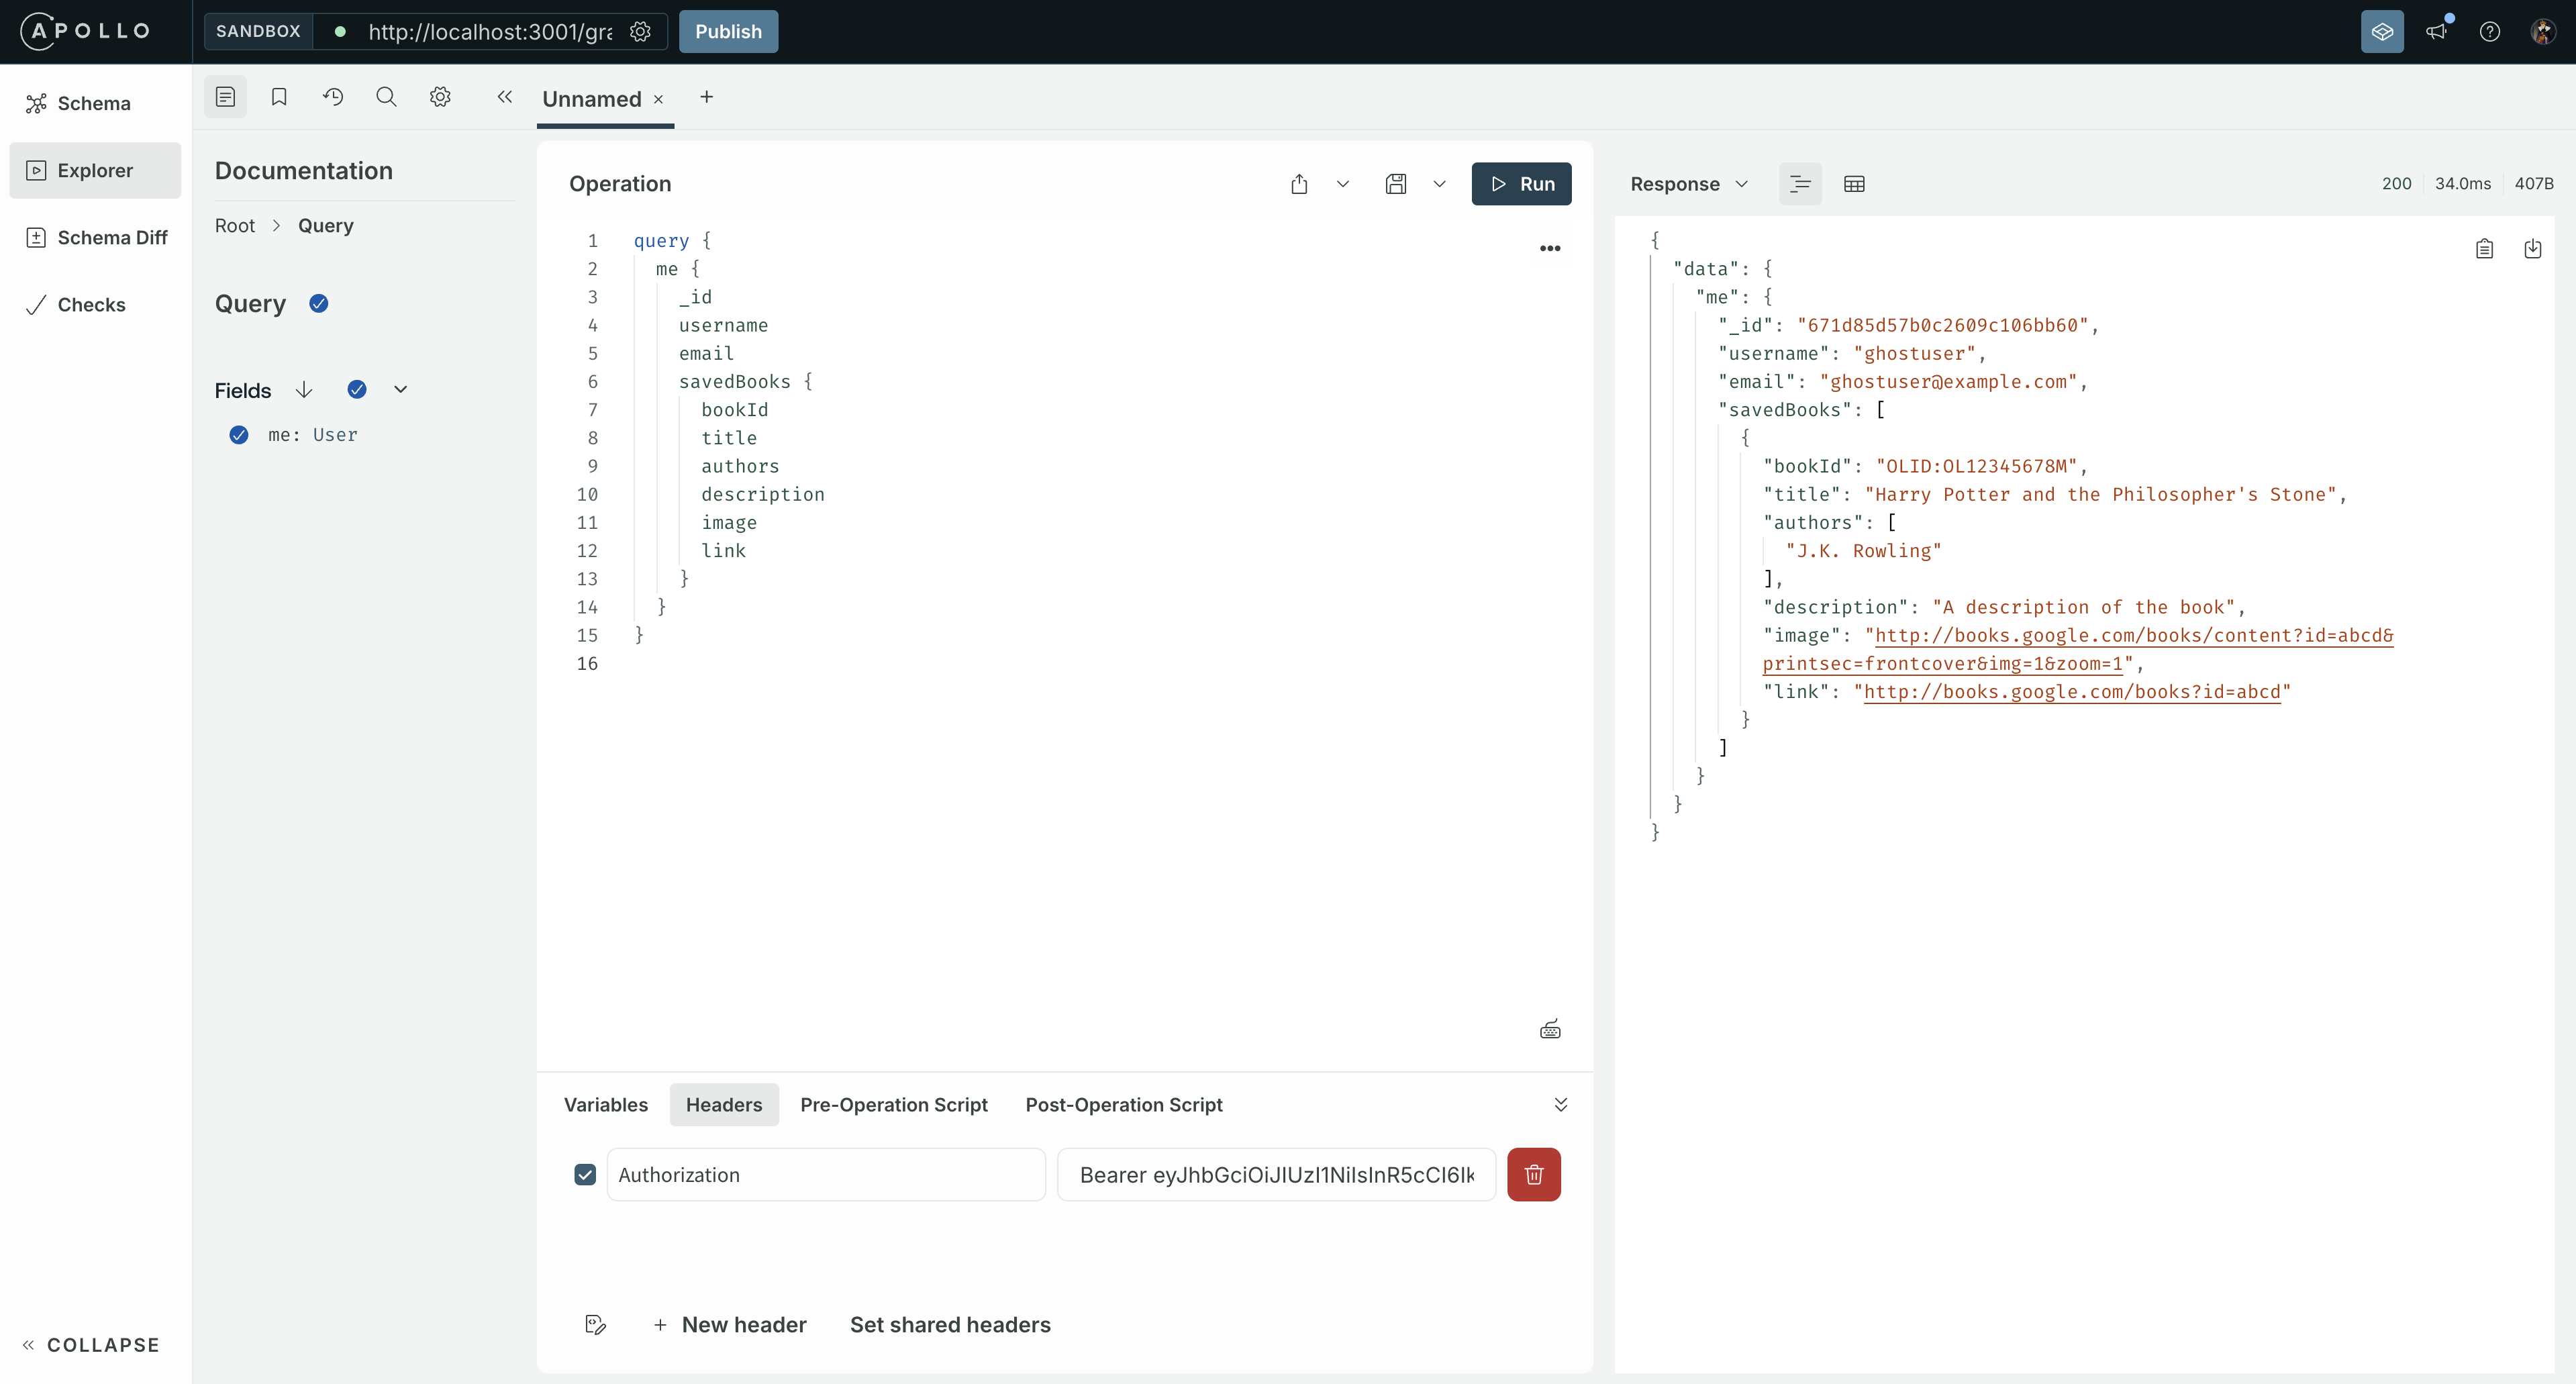 APOLLO
SANDBOX
http://localhost:3001/gra
Publish
Schema
Explorer
Schema Diff
Checks
COLLAPSE
Unnamed
Documentation
Root > Query
Query
Fields
me: User
Operation
Run
1 query {
2 me {
3 _id
4 username
5 email
6 savedBooks {
7 bookId
8 title
9 authors
10 description
11 image
12 link
13 }
14 }
15 }
16
Variables
Headers
Pre-Operation Script
Post-Operation Script
Authorization
Bearer eyJhbGciOiJIUzI1NiIsInR5cCI6Ik
+ New header
Set shared headers
Response
200
34.0ms
407B
{
"data": {
"me": {
"_id": "671d85d57b0c2609c106bb60",
"username": "ghostuser",
"email": "ghostuser@example.com",
"savedBooks": [
{
"bookId": "OLID:OL12345678M",
"title": "Harry Potter and the Philosopher's Stone",
"authors": [
"J.K. Rowling"
],
"description": "A description of the book",
"image": "http://books.google.com/books/content?id=abcd&
printsec=frontcover&img=1&zoom=1",
"link": "http://books.google.com/books?id=abcd"
}
]
}
}
}